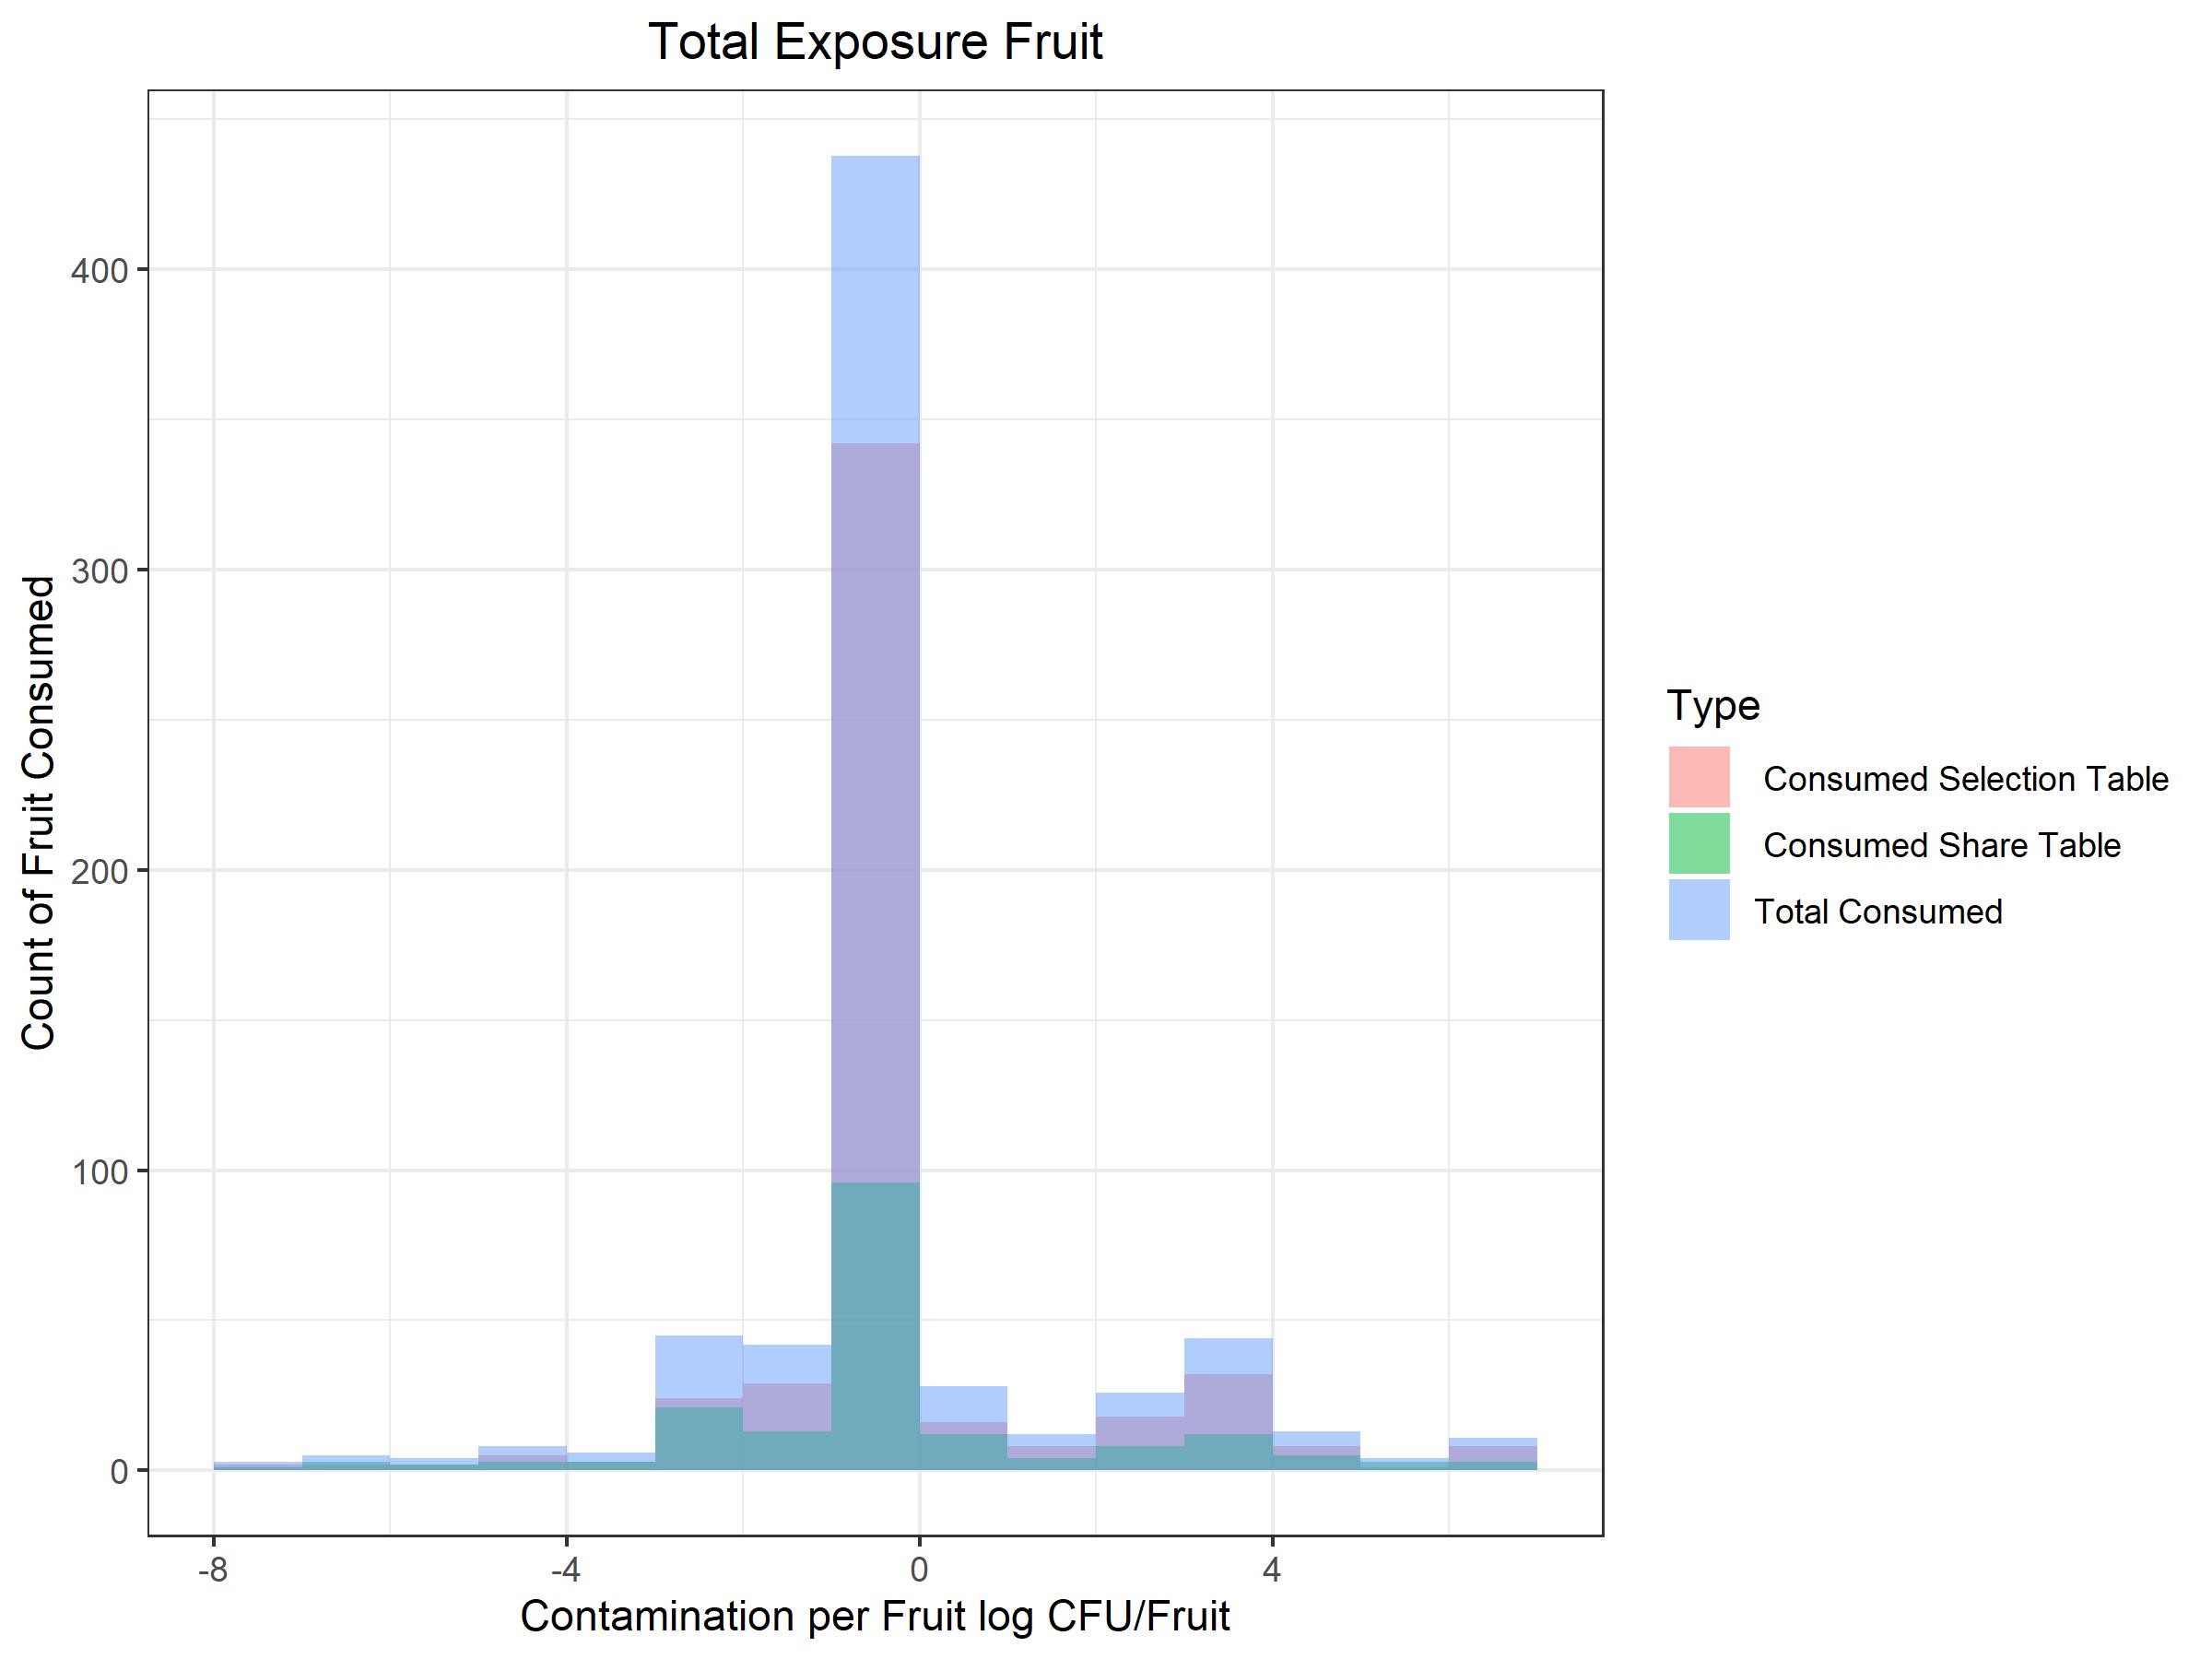 Total Exposure Fruit
Count of Fruit Consumed
400
300
200
100
0
-8
-4
0
4
Contamination per Fruit log CFU/Fruit
Type
Consumed Selection Table
Consumed Share Table
Total Consumed